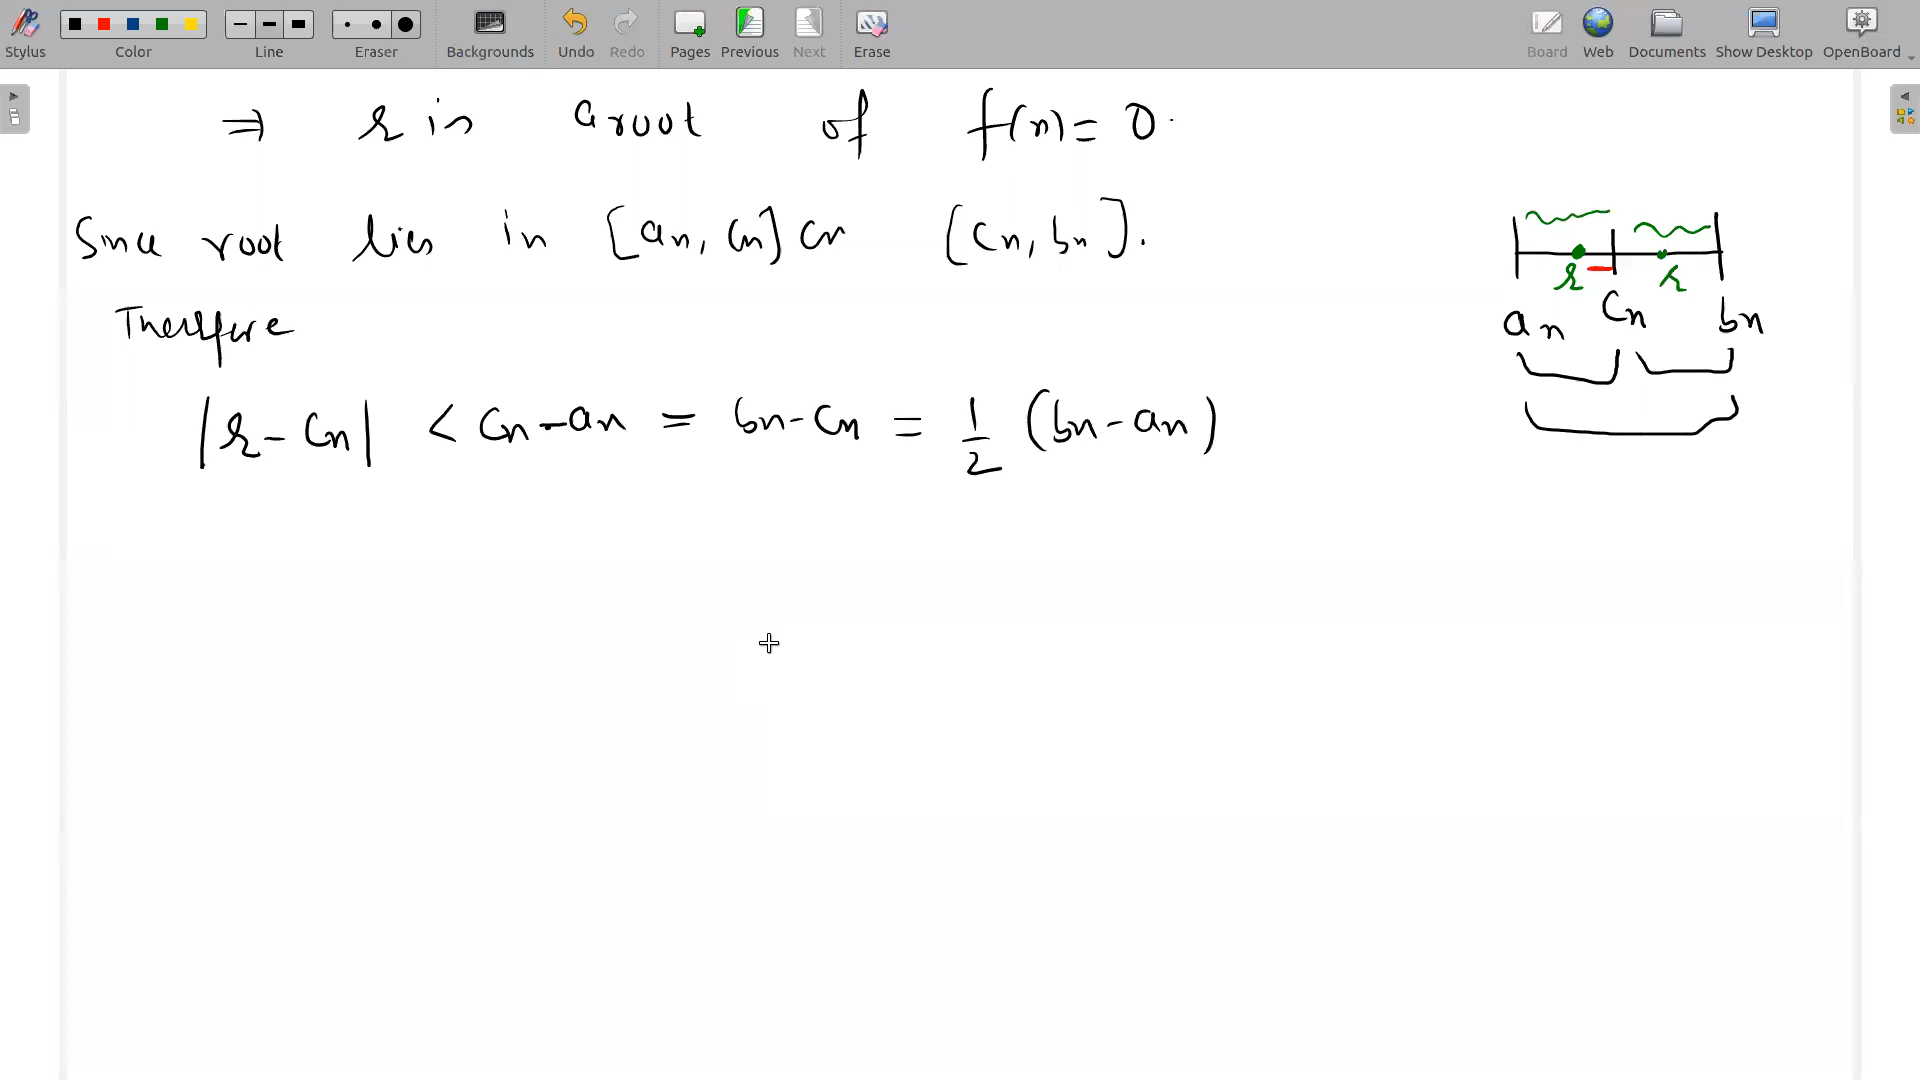 Stylus Color Line Eraser Backgrounds Undo Redo Pages Previous Next Erase Board Web Documents Show Desktop OpenBoard
⇒ r is a root of f(x) = 0.
Since root lies in [an, cn] or [cn, bn].
r r
an cn bn
Therefore
|r - cn| < cn - an = bn - cn = 1/2 (bn - an)